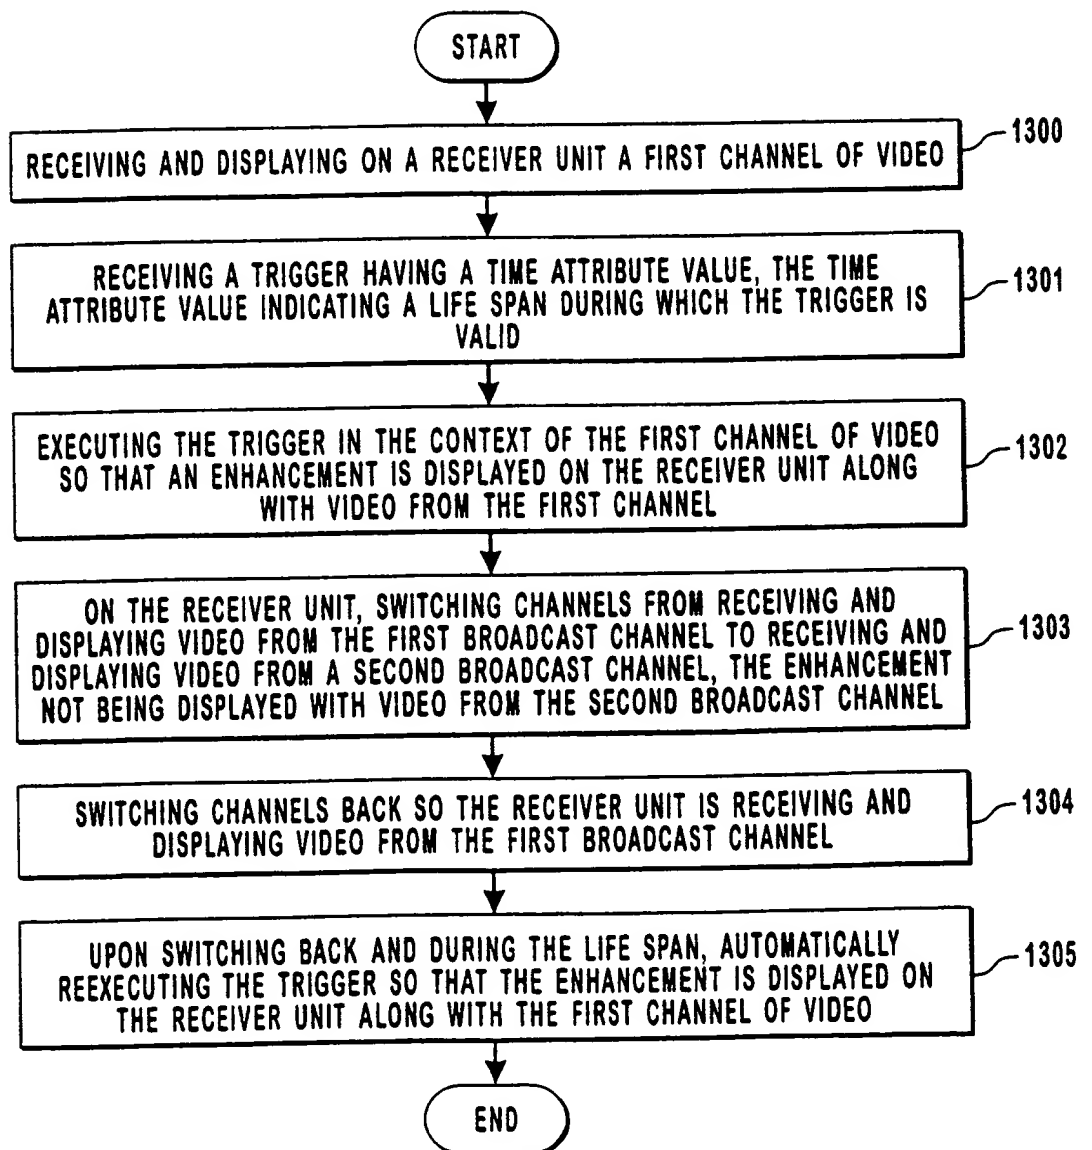 START
RECEIVING AND DISPLAYING ON A RECEIVER UNIT A FIRST CHANNEL OF VIDEO
1300
RECEIVING A TRIGGER HAVING A TIME ATTRIBUTE VALUE, THE TIME
ATTRIBUTE VALUE INDICATING A LIFE SPAN DURING WHICH THE TRIGGER IS
VALID
1301
EXECUTING THE TRIGGER IN THE CONTEXT OF THE FIRST CHANNEL OF VIDEO
SO THAT AN ENHANCEMENT IS DISPLAYED ON THE RECEIVER UNIT ALONG
WITH VIDEO FROM THE FIRST CHANNEL
1302
ON THE RECEIVER UNIT, SWITCHING CHANNELS FROM RECEIVING AND
DISPLAYING VIDEO FROM THE FIRST BROADCAST CHANNEL TO RECEIVING AND
DISPLAYING VIDEO FROM A SECOND BROADCAST CHANNEL, THE ENHANCEMENT
NOT BEING DISPLAYED WITH VIDEO FROM THE SECOND BROADCAST CHANNEL
1303
SWITCHING CHANNELS BACK SO THE RECEIVER UNIT IS RECEIVING AND
DISPLAYING VIDEO FROM THE FIRST BROADCAST CHANNEL
1304
UPON SWITCHING BACK AND DURING THE LIFE SPAN, AUTOMATICALLY
REEXECUTING THE TRIGGER SO THAT THE ENHANCEMENT IS DISPLAYED ON
THE RECEIVER UNIT ALONG WITH THE FIRST CHANNEL OF VIDEO
1305
END